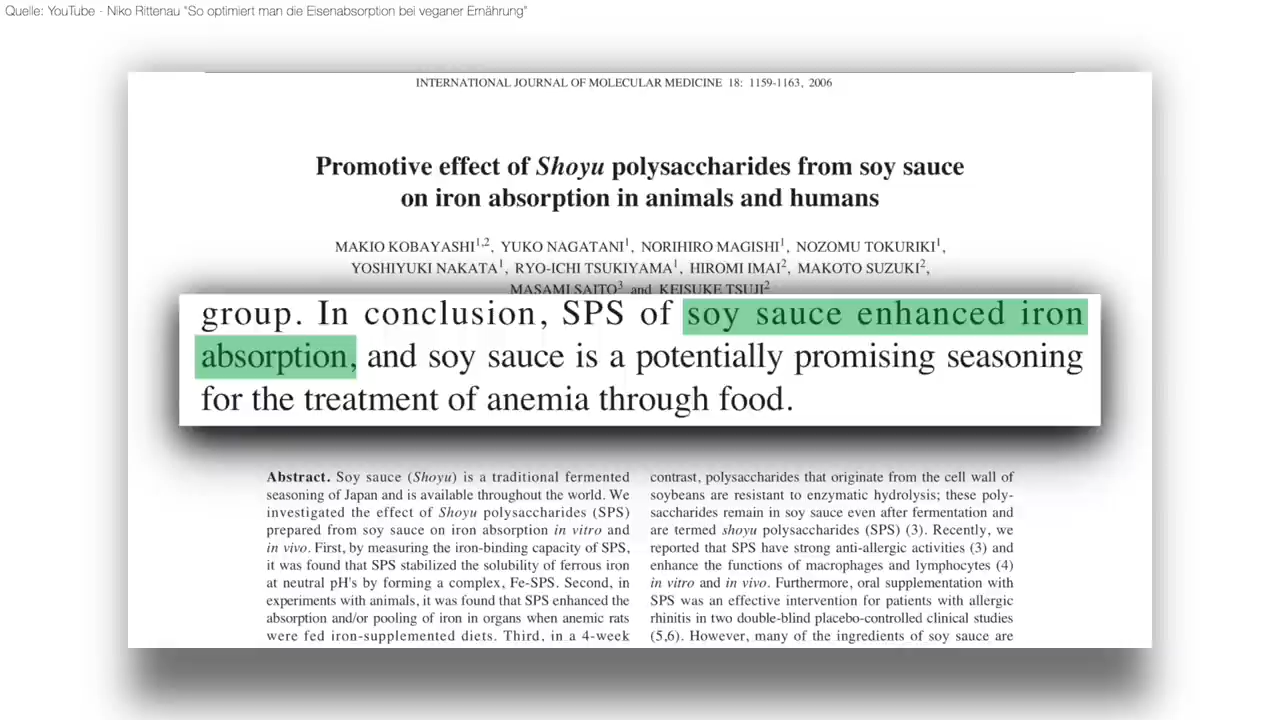 Quelle: YouTube - Niko Rittenau "So optimiert man die Eisenabsorption bei veganer Ernährung"
INTERNATIONAL JOURNAL OF MOLECULAR MEDICINE 18: 1159-1163, 2006
Promotive effect of Shoyu polysaccharides from soy sauce
on iron absorption in animals and humans
MAKIO KOBAYASHI1,2, YUKO NAGATANI1, NORIHIRO MAGISHI1, NOZOMU TOKURIKI1,
YOSHIYUKI NAKATA1, RYO-ICHI TSUKIYAMA1, HIROMI IMAI2, MAKOTO SUZUKI2,
MASAMI SAITO3 and KEISUKE TSUJI2
group. In conclusion, SPS of soy sauce enhanced iron
absorption, and soy sauce is a potentially promising seasoning
for the treatment of anemia through food.
Abstract. Soy sauce (Shoyu) is a traditional fermented
seasoning of Japan and is available throughout the world. We
investigated the effect of Shoyu polysaccharides (SPS)
prepared from soy sauce on iron absorption in vitro and
in vivo. First, by measuring the iron-binding capacity of SPS,
it was found that SPS stabilized the solubility of ferrous iron
at neutral pH's by forming a complex, Fe-SPS. Second, in
experiments with animals, it was found that SPS enhanced the
absorption and/or pooling of iron in organs when anemic rats
were fed iron-supplemented diets. Third, in a 4-week
contrast, polysaccharides that originate from the cell wall of
soybeans are resistant to enzymatic hydrolysis; these poly-
saccharides remain in soy sauce even after fermentation and
are termed shoyu polysaccharides (SPS) (3). Recently, we
reported that SPS have strong anti-allergic activities (3) and
enhance the functions of macrophages and lymphocytes (4)
in vitro and in vivo. Furthermore, oral supplementation with
SPS was an effective intervention for patients with allergic
rhinitis in two double-blind placebo-controlled clinical studies
(5,6). However, many of the ingredients of soy sauce are